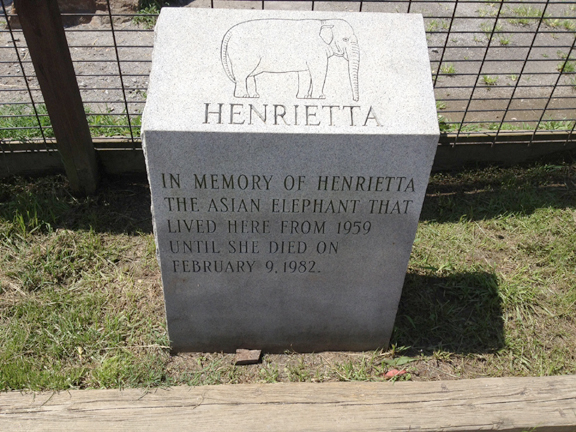 HENRIETTA
IN MEMORY OF HENRIETTA
THE ASIAN ELEPHANT THAT
LIVED HERE FROM 1959
UNTIL SHE DIED ON
FEBRUARY 9, 1982.